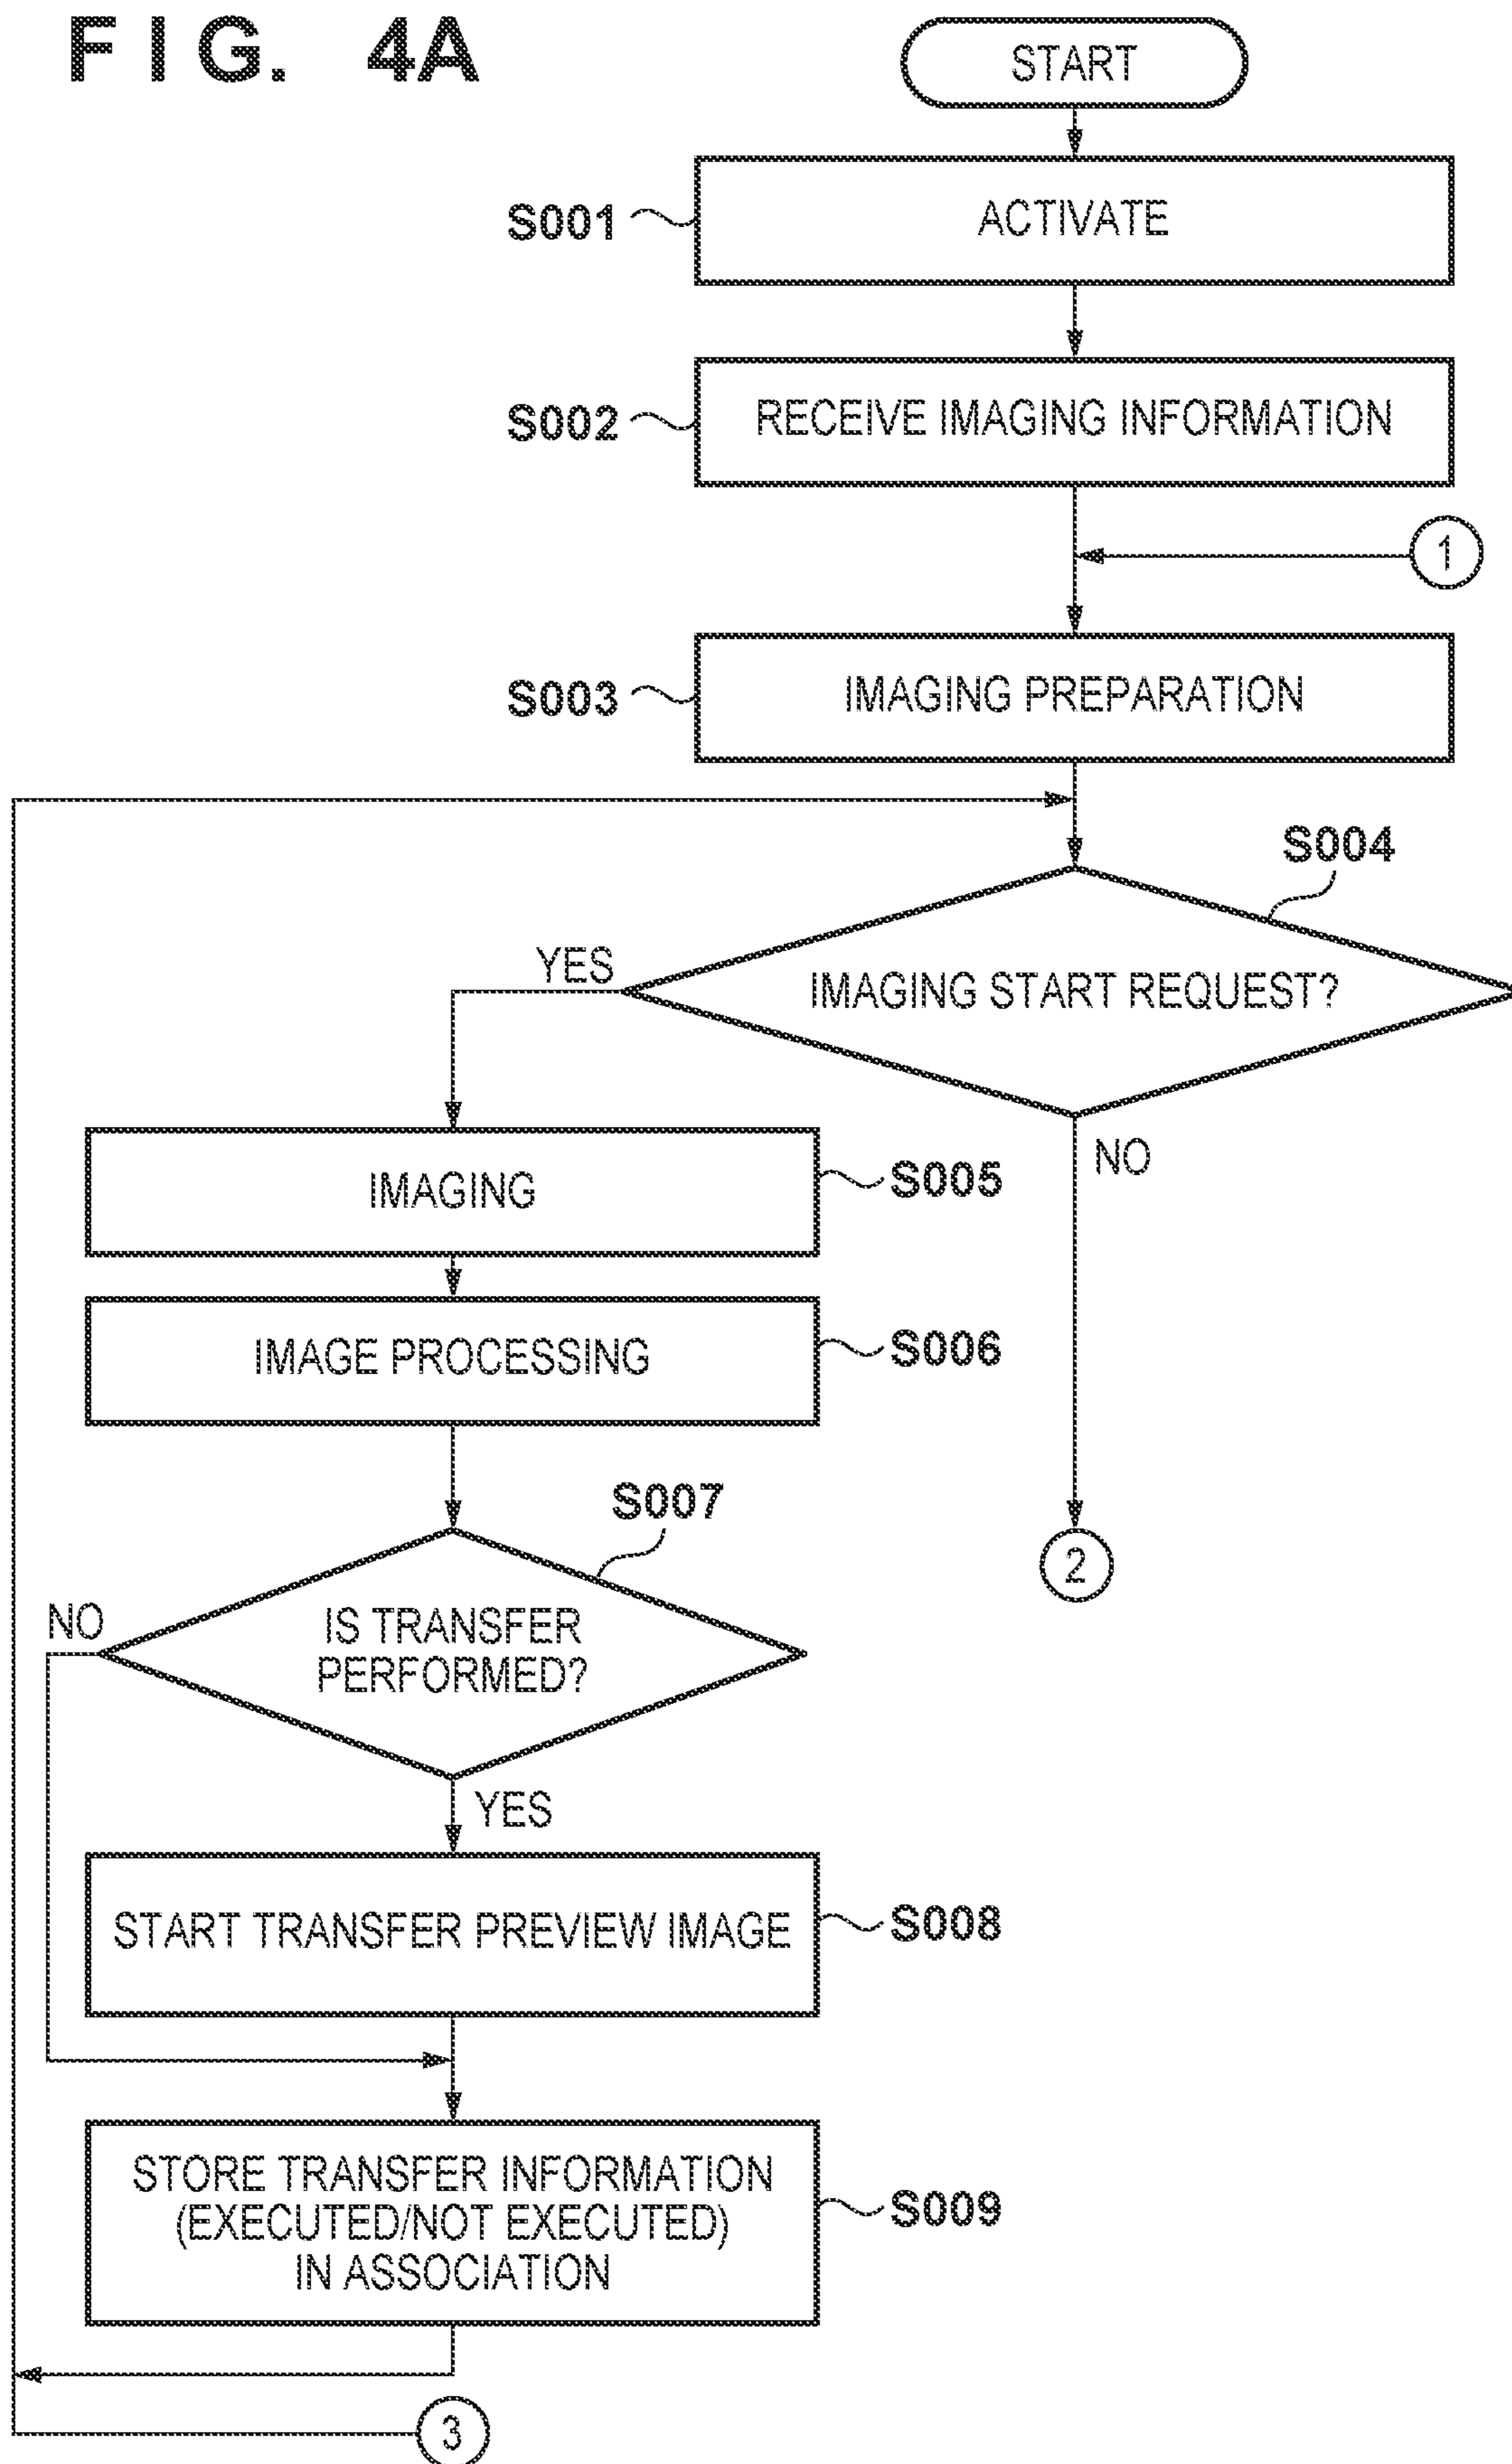 FIG. 4A
START
S001
ACTIVATE
S002
RECEIVE IMAGING INFORMATION
1
S003
IMAGING PREPARATION
S004
YES
IMAGING START REQUEST?
NO
IMAGING
S005
IMAGE PROCESSING
S006
S007
2
NO
IS TRANSFER
PERFORMED?
YES
START TRANSFER PREVIEW IMAGE
S008
STORE TRANSFER INFORMATION
(EXECUTED/NOT EXECUTED)
IN ASSOCIATION
S009
3